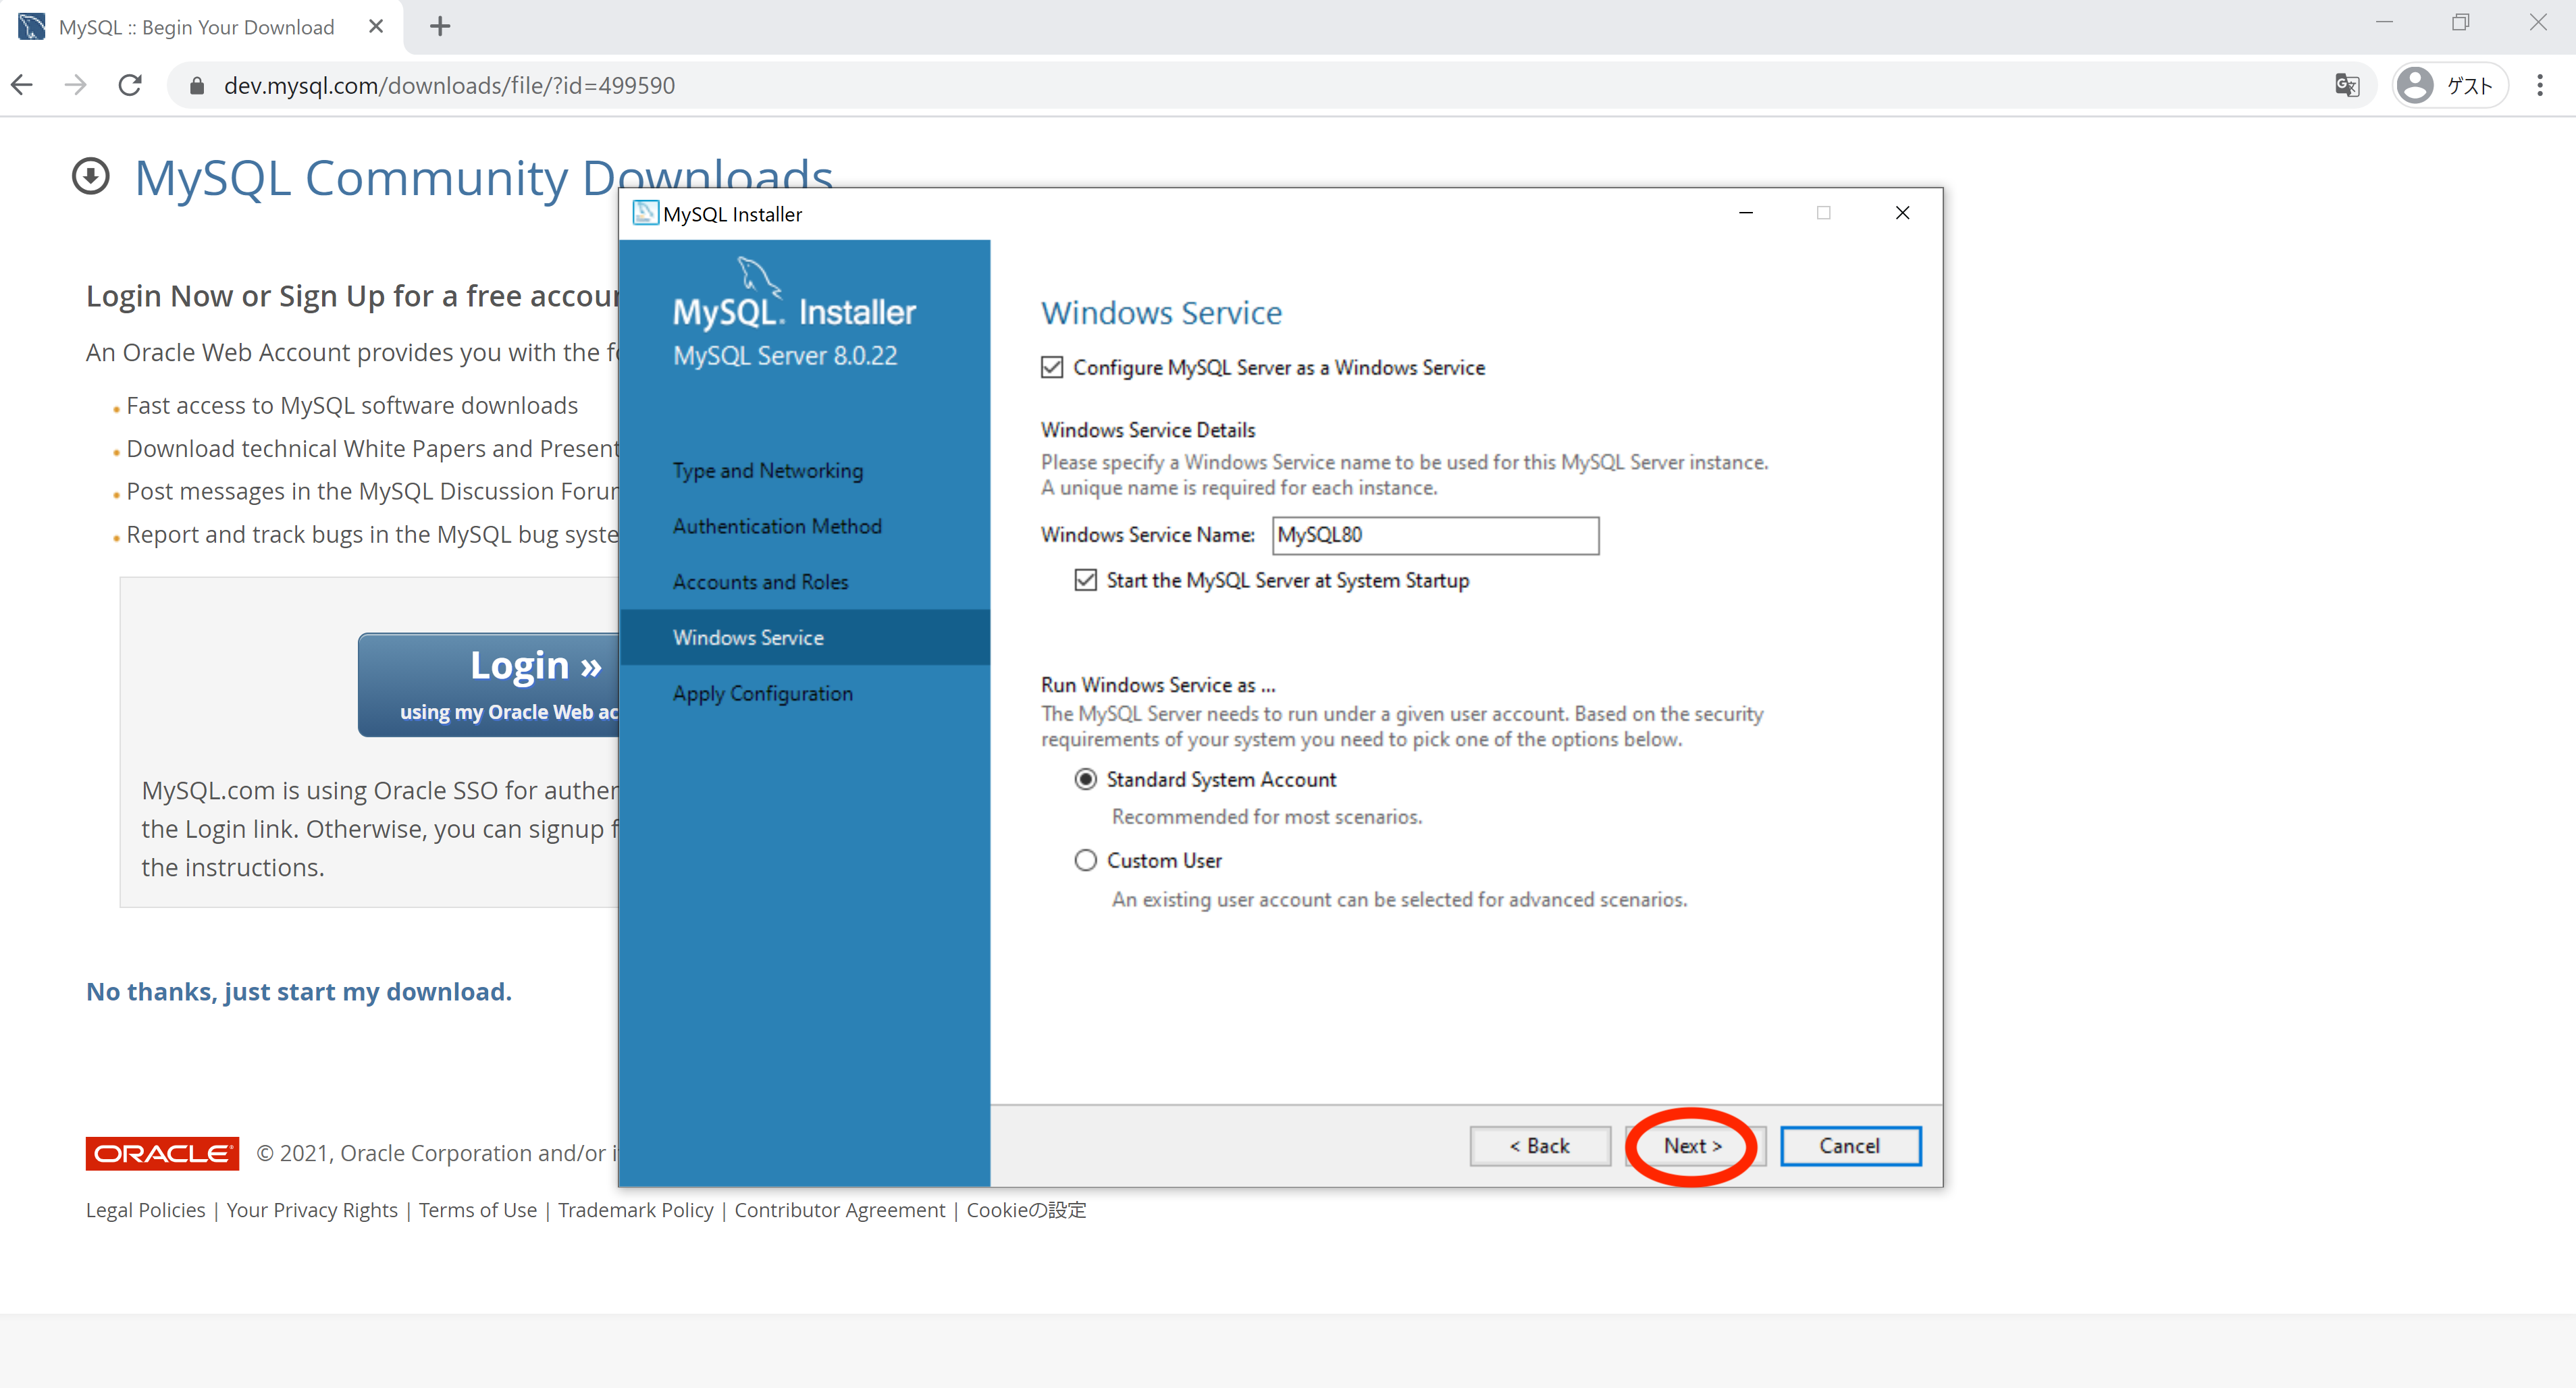 MySQL :: Begin Your Download
dev.mysql.com/downloads/file/?id=499590
ゲスト
MySQL Community Downloads
Login Now or Sign Up for a free
An Oracle Web Account provides you with the
Fast access to MySQL software downloads
Download technical White Papers and
Post messages in the MySQL Discussion
Report and track bugs in the MySQL bug
Login »
using my Oracle Web
MySQL.com is using Oracle SSO for
the Login link. Otherwise, you can signup
the instructions.
No thanks, just start my download.
ORACLE © 2021, Oracle Corporation and/or
Legal Policies | Your Privacy Rights | Terms of Use | Trademark Policy | Contributor Agreement | Cookieの設定
MySQL Installer
MySQL. Installer
MySQL Server 8.0.22
Type and Networking
Authentication Method
Accounts and Roles
Windows Service
Apply Configuration
Windows Service
Configure MySQL Server as a Windows Service
Windows Service Details
Please specify a Windows Service name to be used for this MySQL Server instance.
A unique name is required for each instance.
Windows Service Name: MySQL80
Start the MySQL Server at System Startup
Run Windows Service as ...
The MySQL Server needs to run under a given user account. Based on the security
requirements of your system you need to pick one of the options below.
Standard System Account
Recommended for most scenarios.
Custom User
An existing user account can be selected for advanced scenarios.
< Back Next > Cancel